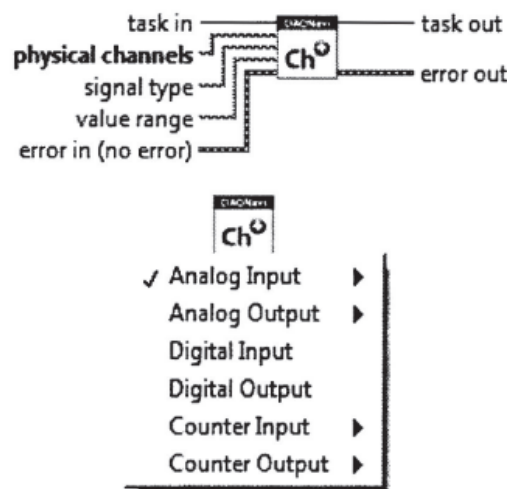 task in
task out
physical channels
Ch
signal type
error out
value range
error in (no error)
Ch
Analog Input
Analog Output
Digital Input
Digital Output
Counter Input
Counter Output